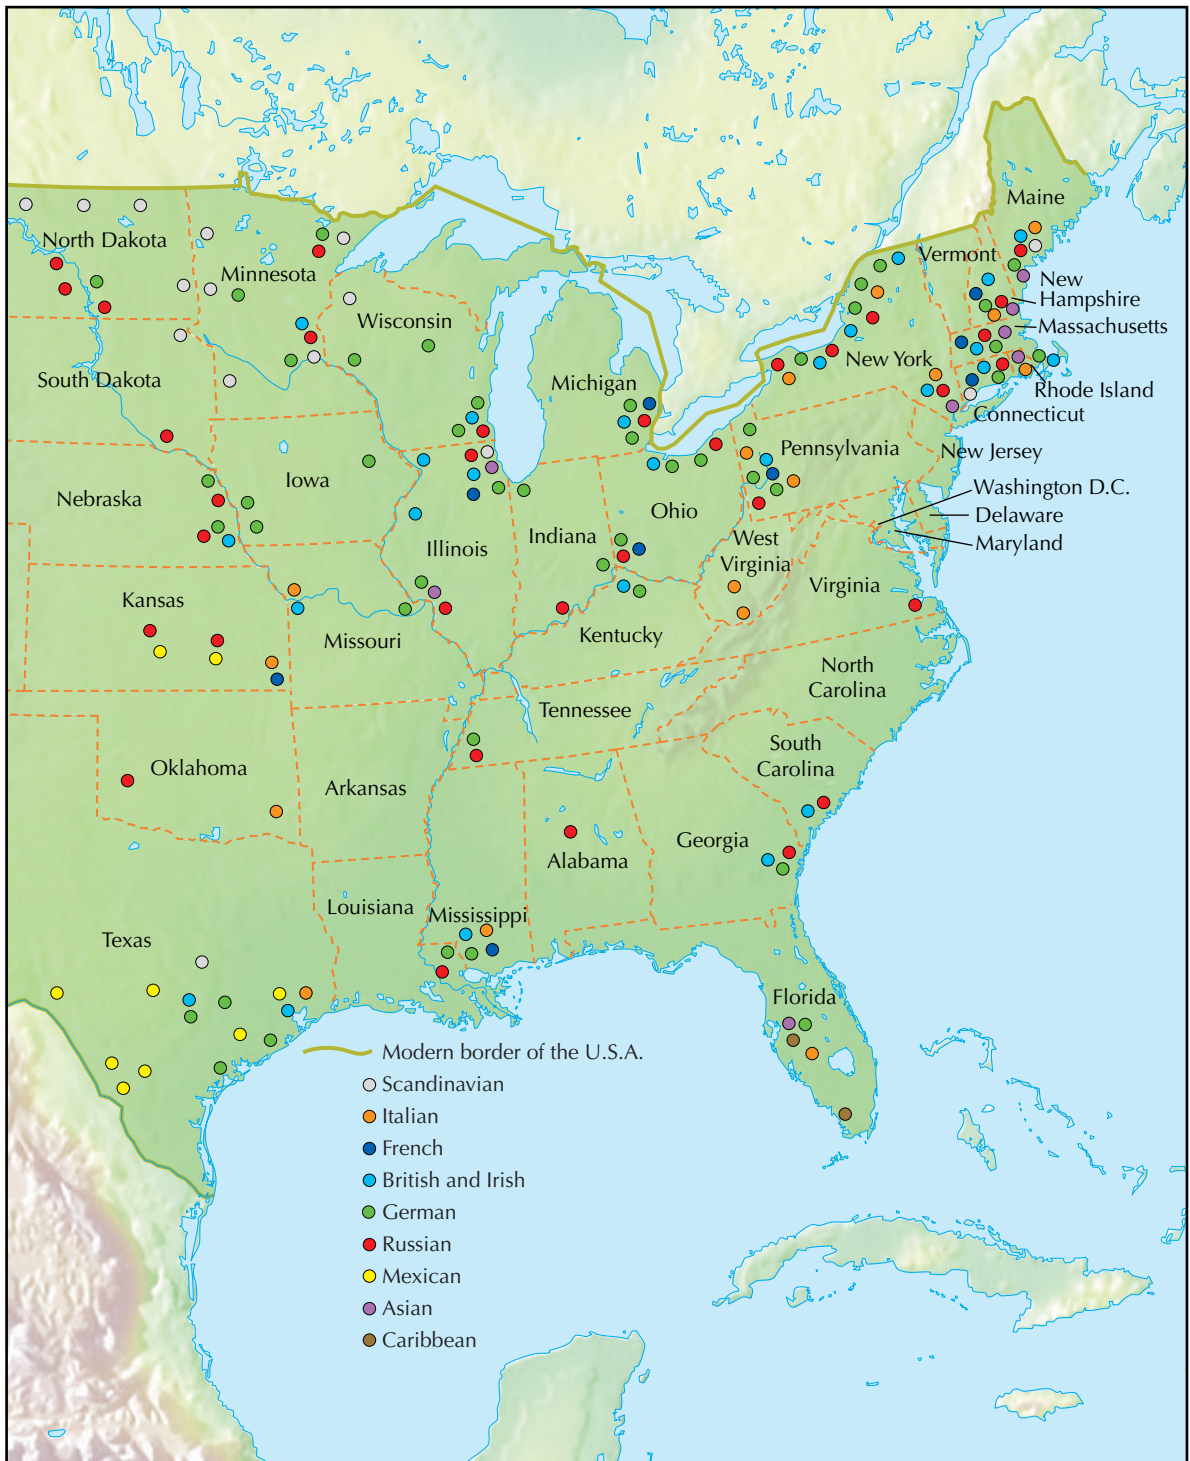 Maine
North Dakota
Vermont
Minnesota
New
Hampshire
Wisconsin
Massachusetts
New York
South Dakota
Michigan
Rhode Island
Connecticut
Pennsylvania
New Jersey
Iowa
Washington D.C.
Nebraska
Ohio
Delaware
Indiana
West
Virginia
Maryland
Illinois
Virginia
Kansas
Missouri
Kentucky
North
Carolina
Tennessee
South
Carolina
Oklahoma
Arkansas
Georgia
Alabama
Louisiana
Mississippi
Texas
Florida
Modern border of the U.S.A.
Scandinavian
Italian
French
British and Irish
German
Russian
Mexican
Asian
Caribbean